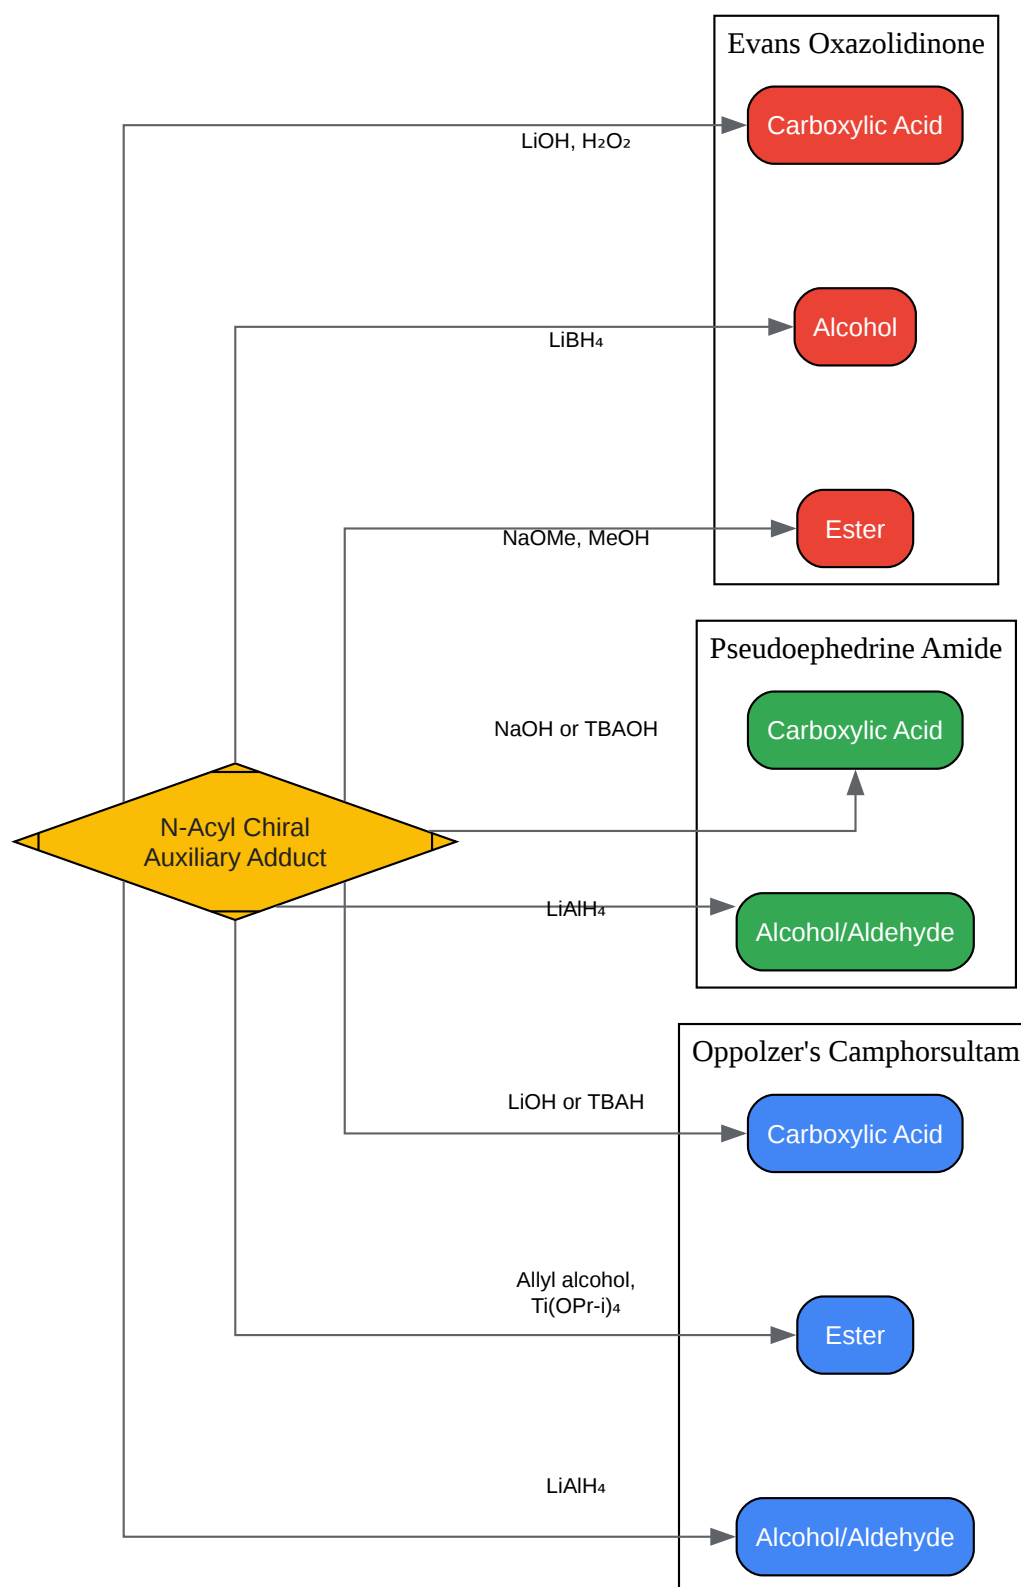 Evans Oxazolidinone
Carboxylic Acid
LiOH, H₂O₂
Alcohol
LiBH₄
Ester
NaOMe, MeOH
Pseudoephedrine Amide
Carboxylic Acid
NaOH or TBAOH
N-Acyl Chiral
Auxiliary Adduct
LiAlH₄
Alcohol/Aldehyde
Oppolzer's Camphorsultam
LiOH or TBAH
Carboxylic Acid
Allyl alcohol,
Ti(OPr-i)₄
Ester
LiAlH₄
Alcohol/Aldehyde